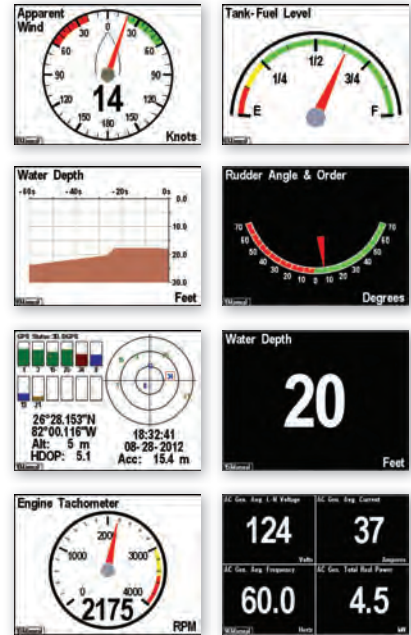 Apparent
Wind
30 0 30
60 60
90 90
120 120
150 180 150
14
Knots
Tank-Fuel Level
1/4 1/2 3/4
E F
Water Depth
-60s -40s -20s 0s
0.0
10.0
20.0
30.0
Feet
Rudder Angle & Order
70 70
60 60
50 50
40 40
30 30
20 20
10 0 10
Degrees
26°28.153"N
82°00.116"W
Alt: 5 m
HDOP: 5.1
18:32:41
08-28-2012
Acc: 15.4 m
Water Depth
20
Feet
Engine Tachometer
1000 2000 3000
0 4000
2175
RPM
AC Gen. Avg. L-N Voltage
124
Volts
AC Gen. Avg. Current
37
Amperes
AC Gen. Avg. Frequency
60.0
Hertz
AC Gen. Total Real Power
4.5
kW